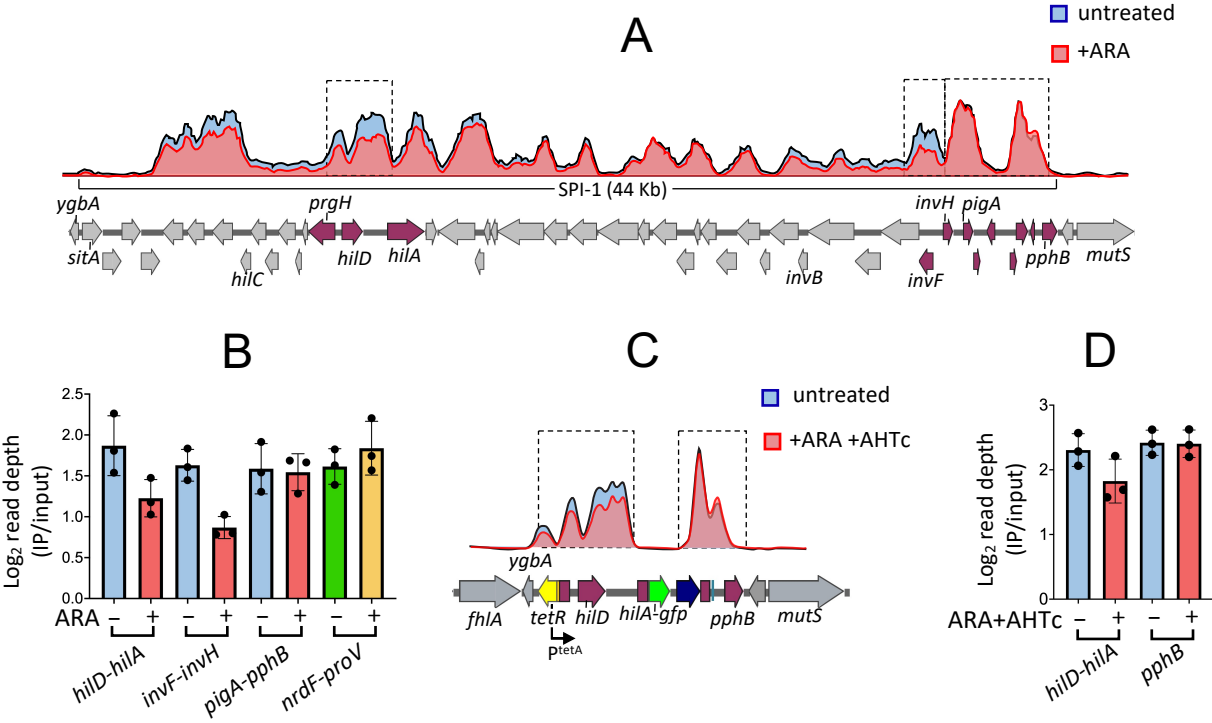 A
untreated
+ARA
SPI-1 (44 Kb)
ygbA
prgH
invH
pigA
sitA
hilC
hilD
hilA
invB
invF
pphB
mutS
B
Log2 read depth
(IP/input)
2.5
2.0
1.5
1.0
0.5
0.0
ARA
− + − + − + − +
hilD-hilA
invF-invH
pigA-pphB
nrdF-proV
C
untreated
+ARA +AHTc
ygbA
fhlA
tetR
hilD
hilA-gfp
pphB
mutS
PtetA
D
Log2 read depth
(IP/input)
3
2
1
0
ARA+AHTc
− + − +
hilD-hilA
pphB